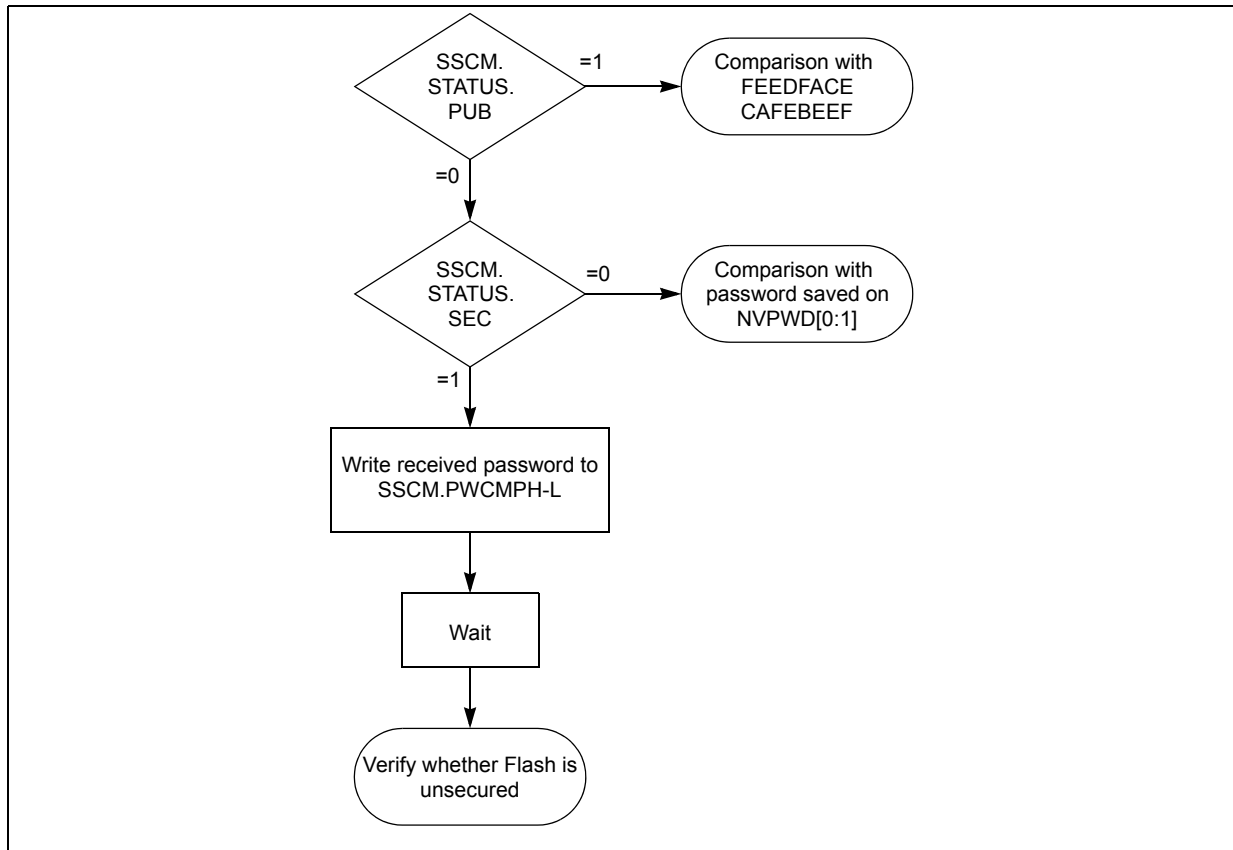 SSCM.
STATUS.
PUB
=1
Comparison with
FEEDFACE
CAFEBEEF
=0
SSCM.
STATUS.
SEC
=0
Comparison with
password saved on
NVPWD[0:1]
=1
Write received password to
SSCM.PWCMPH-L
Wait
Verify whether Flash is
unsecured